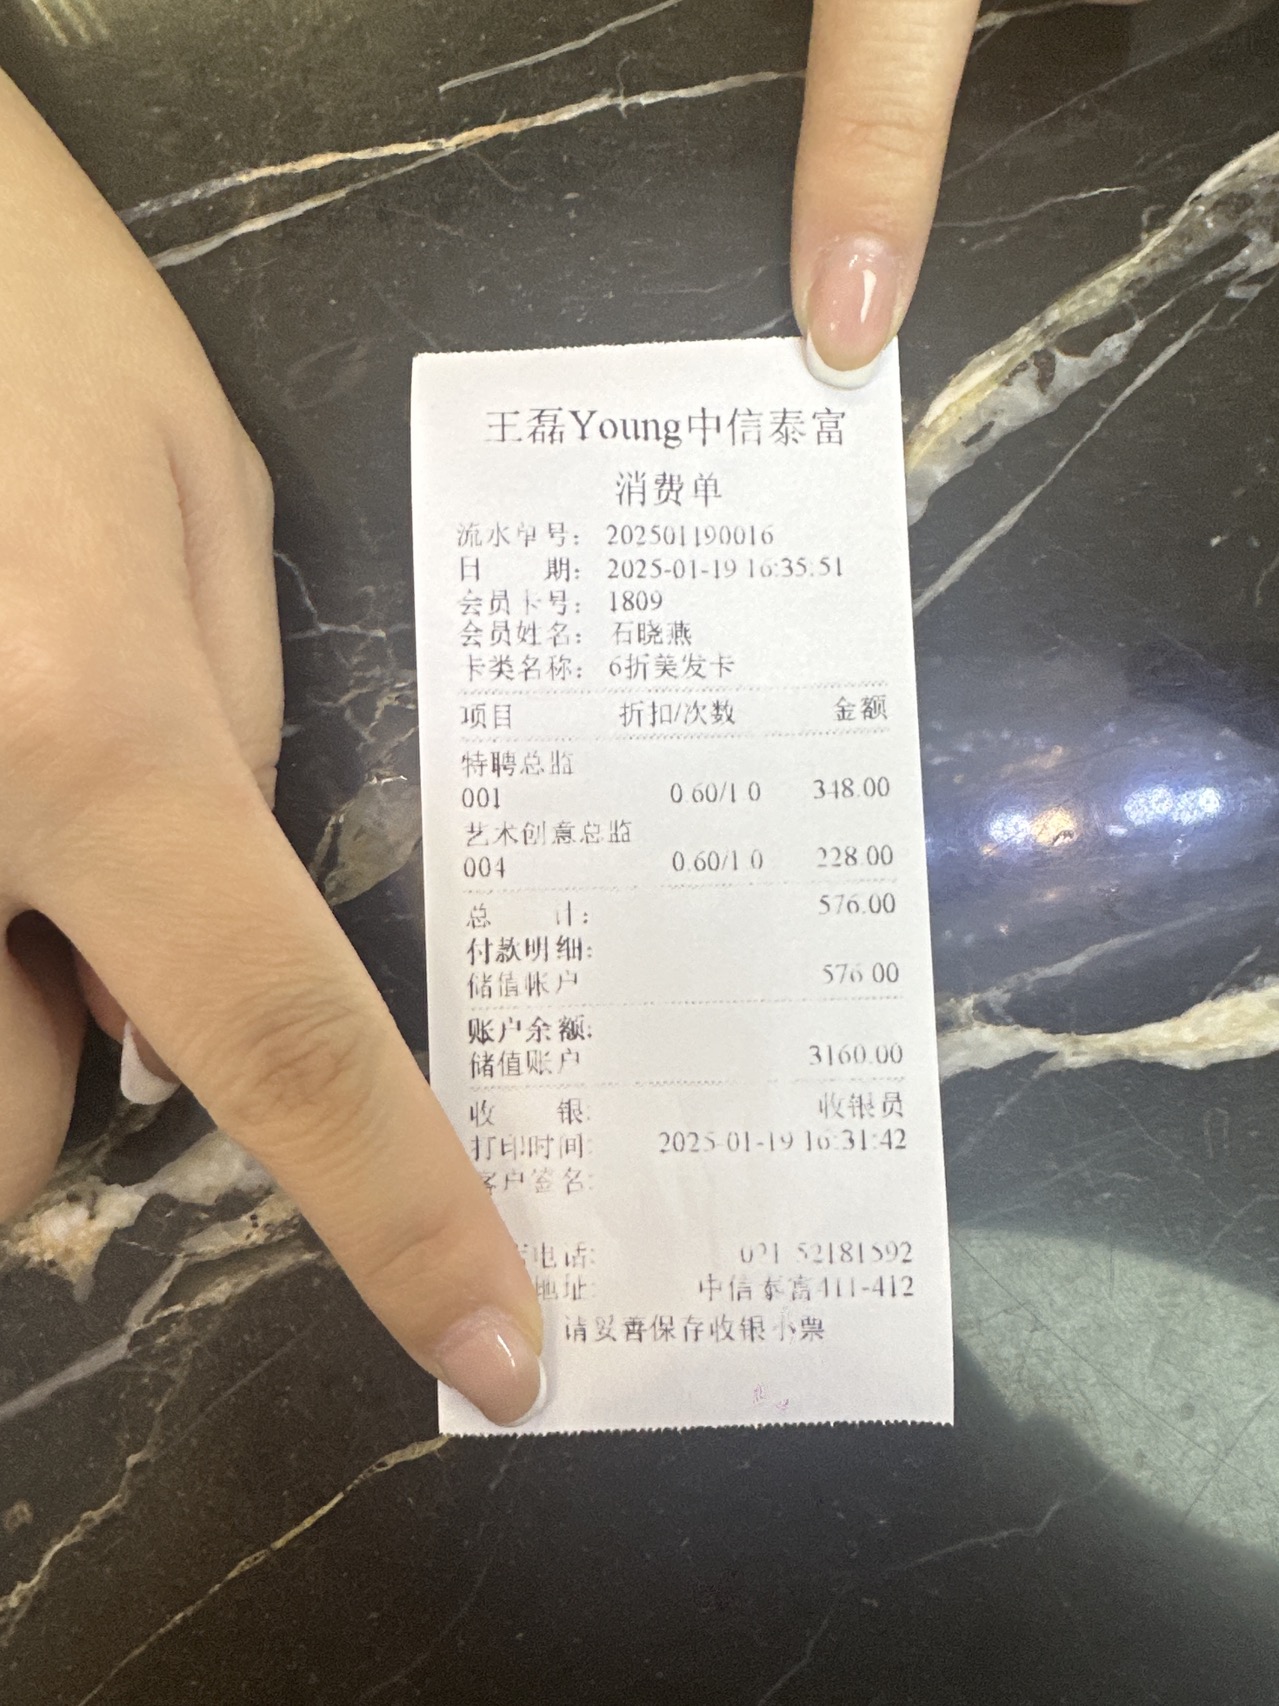 王磊Young中信泰富
消费单
流水单号: 202501190016
日 期: 2025-01-19 16:35:51
会员卡号: 1809
会员姓名: 石晓燕
卡类名称: 6折美发卡
项目 折扣/次数 金额
特聘总监
001 0.60/1.0 348.00
艺术创意总监
004 0.60/1.0 228.00
总 计: 576.00
付款明细:
储值帐户 576.00
账户余额:
储值账户 3160.00
收 银: 收银员
打印时间: 2025-01-19 16:31:42
客户签名:
电话: 021-52181592
地址: 中信泰富411-412
请妥善保存收银小票